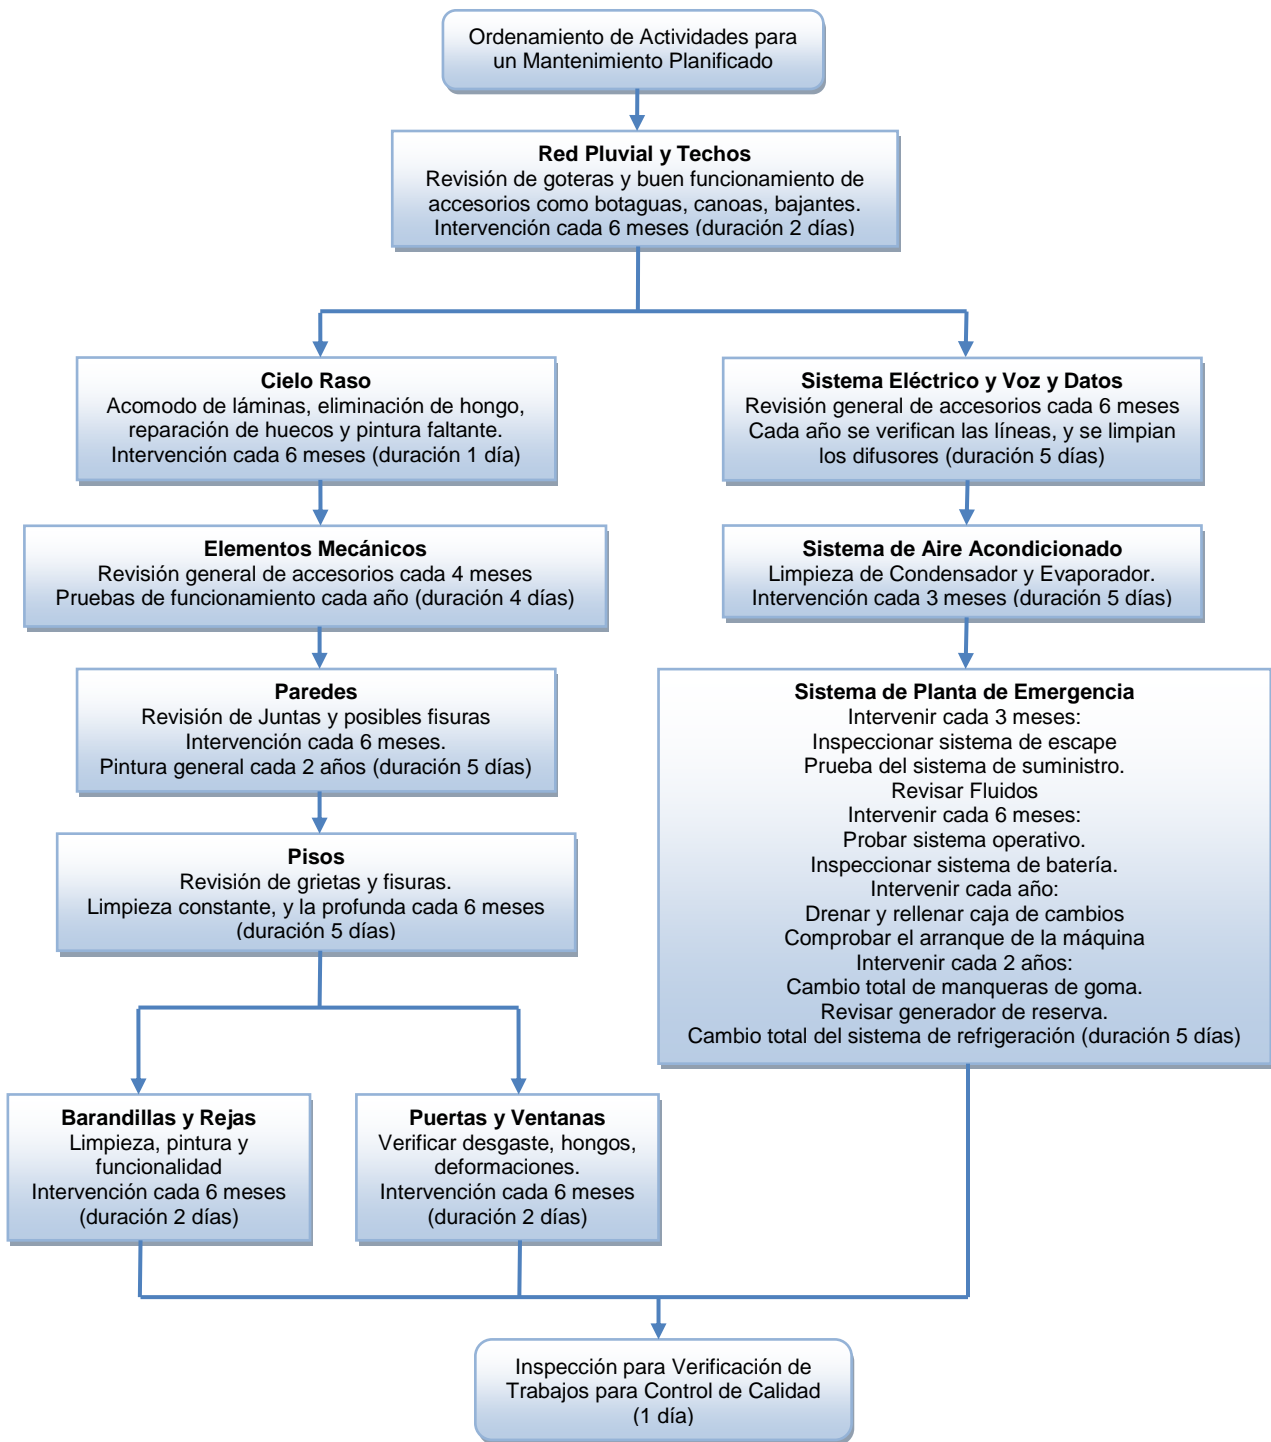 Ordenamiento de Actividades para
un Mantenimiento Planificado
Red Pluvial y Techos
Revisión de goteras y buen funcionamiento de
accesorios como botaguas, canoas, bajantes.
Intervención cada 6 meses (duración 2 días)
Cielo Raso
Acomodo de láminas, eliminación de hongo,
reparación de huecos y pintura faltante.
Intervención cada 6 meses (duración 1 día)
Sistema Eléctrico y Voz y Datos
Revisión general de accesorios cada 6 meses
Cada año se verifican las líneas, y se limpian
los difusores (duración 5 días)
Elementos Mecánicos
Revisión general de accesorios cada 4 meses
Pruebas de funcionamiento cada año (duración 4 días)
Sistema de Aire Acondicionado
Limpieza de Condensador y Evaporador.
Intervención cada 3 meses (duración 5 días)
Paredes
Revisión de Juntas y posibles fisuras
Intervención cada 6 meses.
Pintura general cada 2 años (duración 5 días)
Sistema de Planta de Emergencia
Intervenir cada 3 meses:
Inspeccionar sistema de escape
Prueba del sistema de suministro.
Revisar Fluidos
Intervenir cada 6 meses:
Probar sistema operativo.
Inspeccionar sistema de batería.
Intervenir cada año:
Drenar y rellenar caja de cambios
Comprobar el arranque de la máquina
Intervenir cada 2 años:
Cambio total de manqueras de goma.
Revisar generador de reserva.
Cambio total del sistema de refrigeración (duración 5 días)
Pisos
Revisión de grietas y fisuras.
Limpieza constante, y la profunda cada 6 meses
(duración 5 días)
Barandillas y Rejas
Limpieza, pintura y
funcionalidad
Intervención cada 6 meses
(duración 2 días)
Puertas y Ventanas
Verificar desgaste, hongos,
deformaciones.
Intervención cada 6 meses
(duración 2 días)
Inspección para Verificación de
Trabajos para Control de Calidad
(1 día)